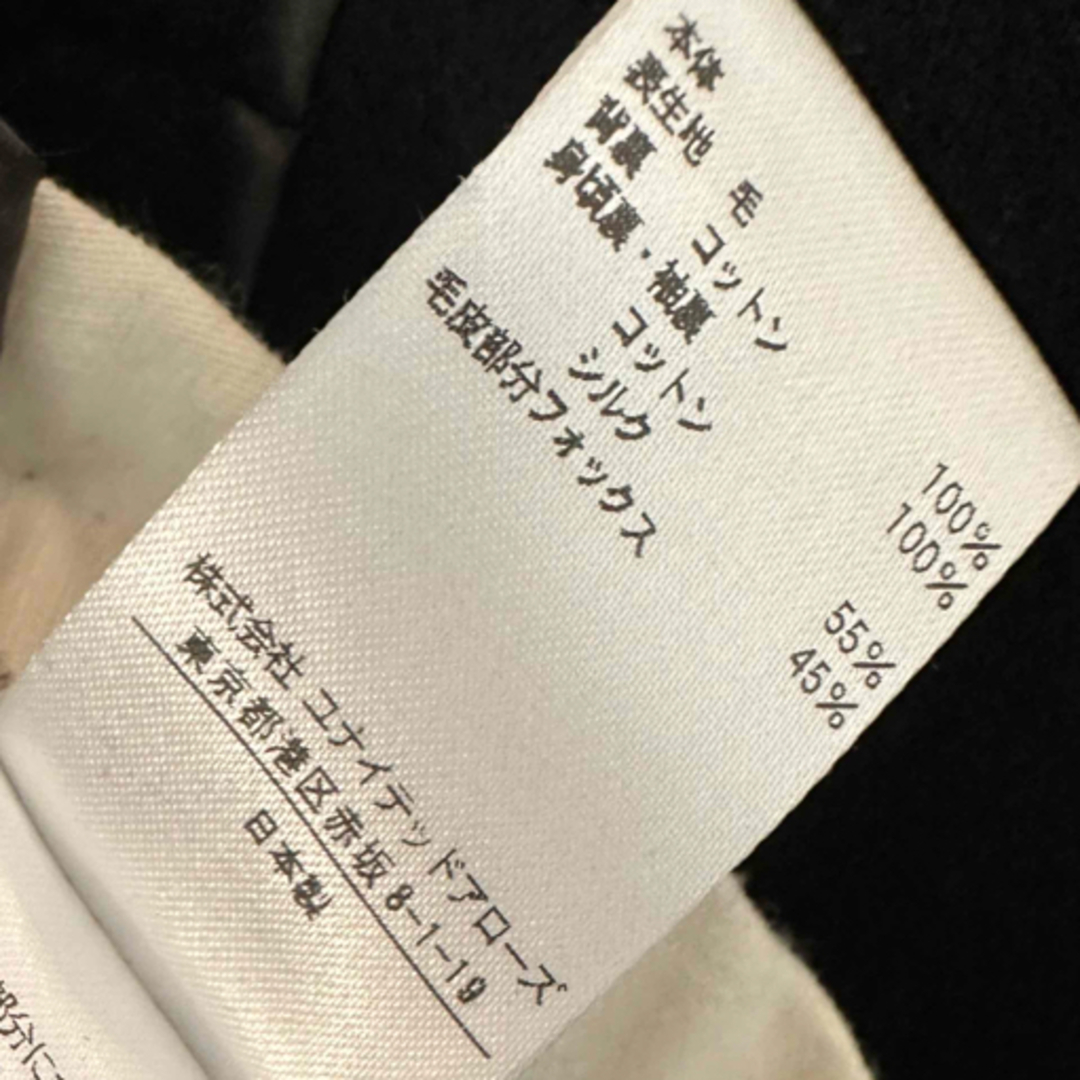 本体
表生地 毛 100%
背裏 コットン 100%
身頃裏・袖裏
コットン 55%
シルク 45%
毛皮部分フォックス
株式会社 ユナイテッドアローズ
東京都港区赤坂8-1-19
日本製
部分に